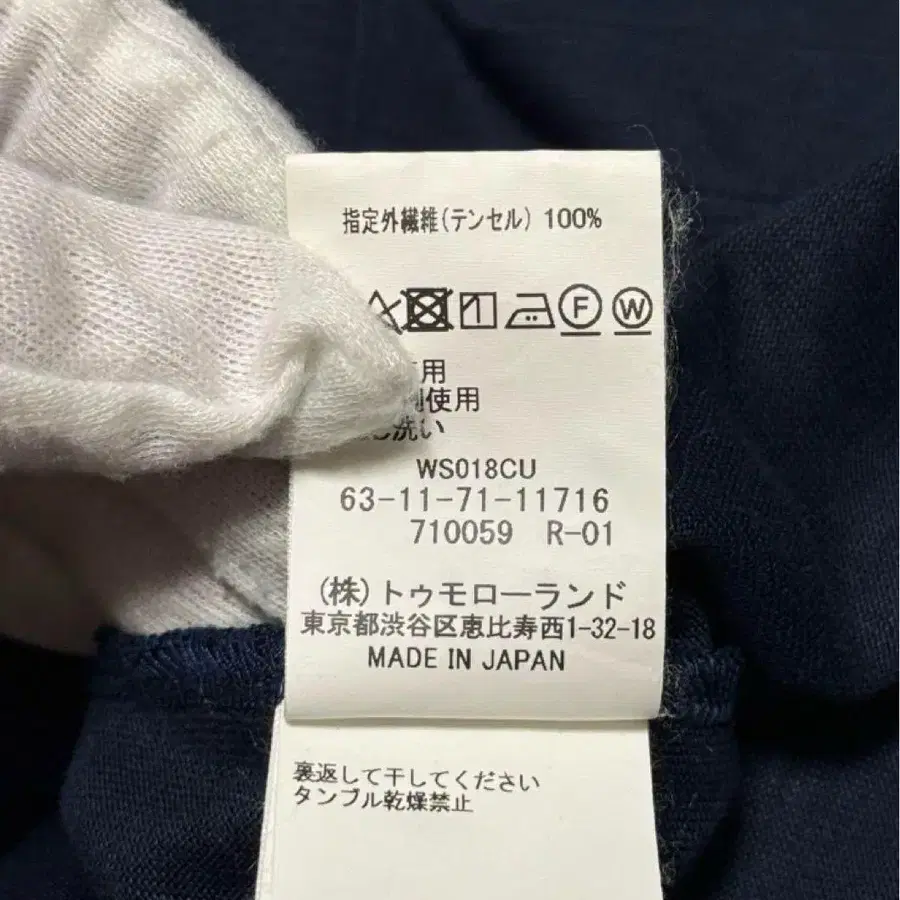 指定外繊維(テンセル) 100%
F W
用
使用
洗い
WS018CU
63-11-71-11716
710059 R-01
(株)トゥモローランド
東京都渋谷区恵比寿西1-32-18
MADE IN JAPAN
裏返して干してください
タンブル乾燥禁止